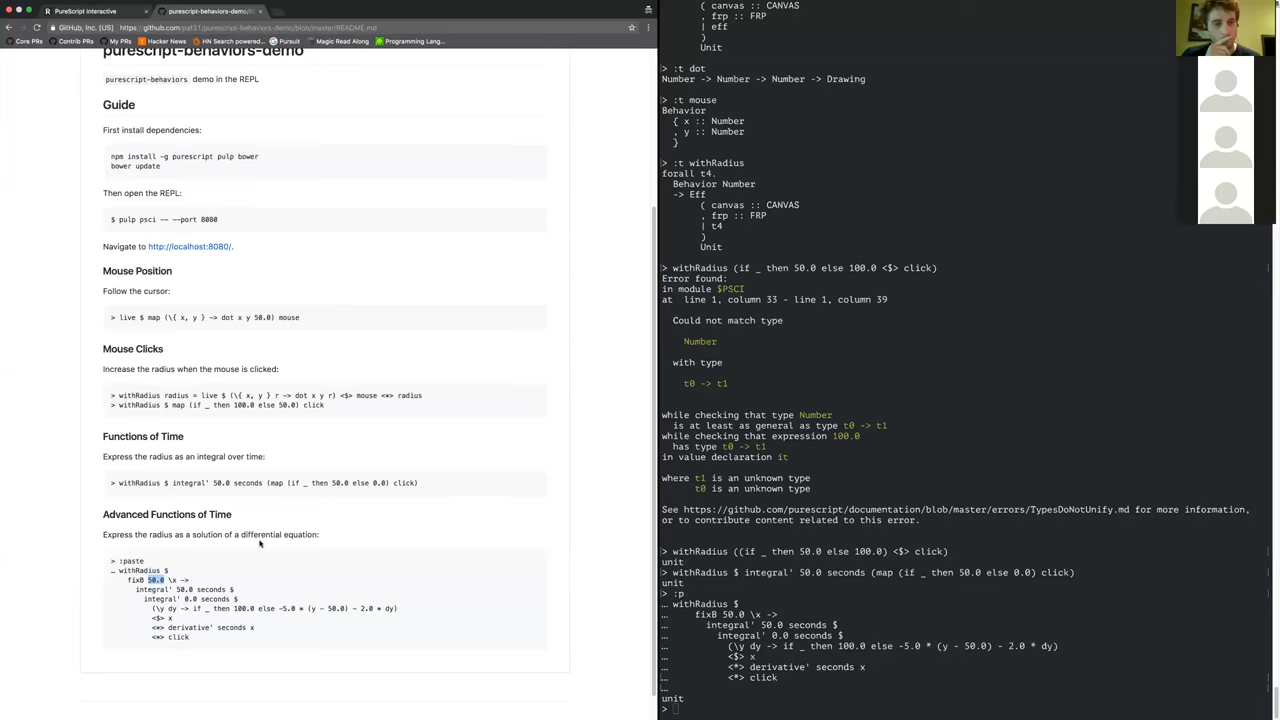 PureScript Interactive
purescript-behaviors-demo/R
GitHub, Inc. [US]
https://github.com/paf31/purescript-behaviors-demo/blob/master/README.md
Core PRs
Contrib PRs
My PRs
Hacker News
HN Search powered...
Pursuit
Magic Read Along
Programming Lang...
purescript-behaviors-demo
purescript-behaviors demo in the REPL
Guide
First install dependencies:
npm install -g purescript pulp bower
bower update
Then open the REPL:
$ pulp psci -- --port 8080
Navigate to http://localhost:8080/.
Mouse Position
Follow the cursor:
> live $ map (\{ x, y } -> dot x y 50.0) mouse
Mouse Clicks
Increase the radius when the mouse is clicked:
> withRadius radius = live $ (\{ x, y } r -> dot x y r) <$> mouse <*> radius
> withRadius $ map (if _ then 100.0 else 50.0) click
Functions of Time
Express the radius as an integral over time:
> withRadius $ integral' 50.0 seconds (map (if _ then 50.0 else 0.0) click)
Advanced Functions of Time
Express the radius as a solution of a differential equation:
> :paste
… withRadius $
fixB 50.0 \x ->
integral' 50.0 seconds $
integral' 0.0 seconds $
(\y dy -> if _ then 100.0 else -5.0 * (y - 50.0) - 2.0 * dy)
<$> x
<*> derivative' seconds x
<*> click
( canvas :: CANVAS
, frp :: FRP
| eff
)
Unit
> :t dot
Number -> Number -> Number -> Drawing
> :t mouse
Behavior
{ x :: Number
, y :: Number
}
> :t withRadius
forall t4.
Behavior Number
-> Eff
( canvas :: CANVAS
, frp :: FRP
| t4
)
Unit
> withRadius (if _ then 50.0 else 100.0 <$> click)
Error found:
in module $PSCI
at line 1, column 33 - line 1, column 39
Could not match type
Number
with type
t0 -> t1
while checking that type Number
is at least as general as type t0 -> t1
while checking that expression 100.0
has type t0 -> t1
in value declaration it
where t1 is an unknown type
t0 is an unknown type
See https://github.com/purescript/documentation/blob/master/errors/TypesDoNotUnify.md for more information,
or to contribute content related to this error.
> withRadius ((if _ then 50.0 else 100.0) <$> click)
unit
> withRadius $ integral' 50.0 seconds (map (if _ then 50.0 else 0.0) click)
unit
> :p
… withRadius $
… fixB 50.0 \x ->
… integral' 50.0 seconds $
… integral' 0.0 seconds $
… (\y dy -> if _ then 100.0 else -5.0 * (y - 50.0) - 2.0 * dy)
… <$> x
… <*> derivative' seconds x
… <*> click
…
unit
>